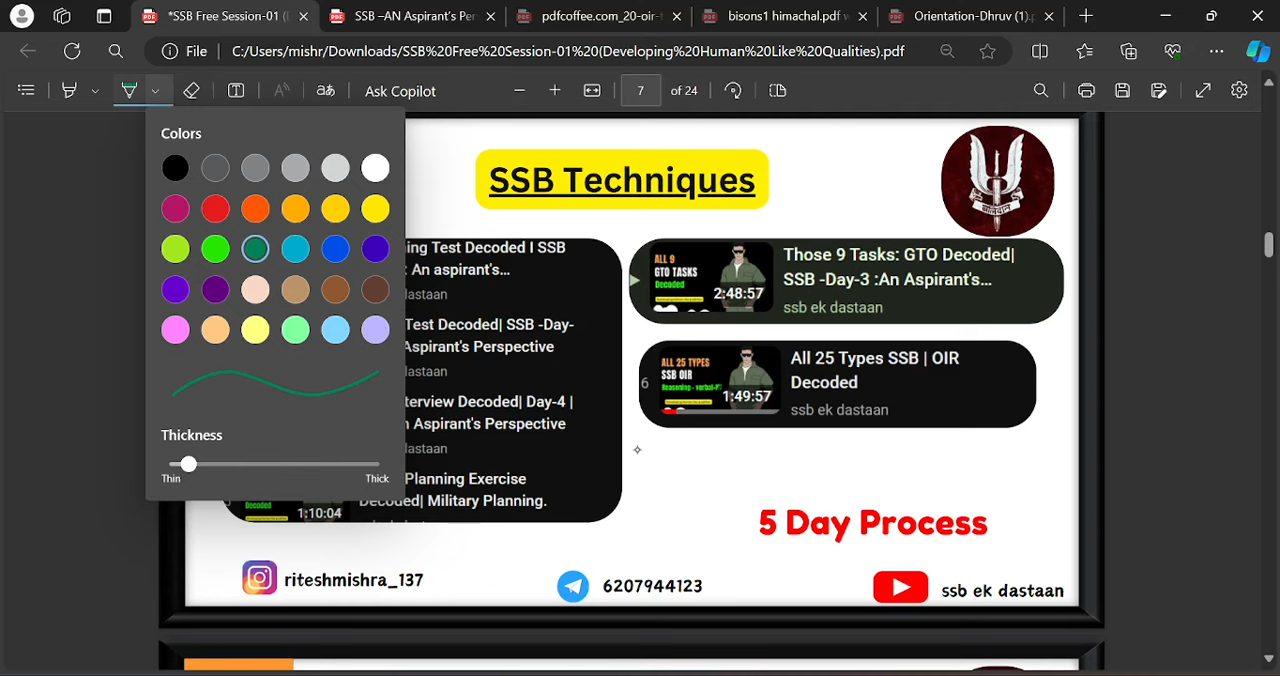 *SSB Free Session-01 (
SSB –AN Aspirant's Pe
pdfcoffee.com_20-oir-t
bisons1 himachal.pdf
Orientation-Dhruv (1).p
File
C:/Users/mishr/Downloads/SSB%20Free%20Session-01%20(Developing%20Human%20Like%20Qualities).pdf
Ask Copilot
7 of 24
Colors
Thickness
Thin
Thick
SSB Techniques
बलिदान
ing Test Decoded I SSB
: An aspirant's...
dastaan
Test Decoded| SSB -Day-
Aspirant's Perspective
dastaan
terview Decoded| Day-4 |
n Aspirant's Perspective
dastaan
Planning Exercise
Decoded| Military Planning.
Decoded
1:10:04
ALL 9
GTO TASKS
Decoded
2:48:57
Those 9 Tasks: GTO Decoded|
SSB -Day-3 :An Aspirant's...
ssb ek dastaan
6
ALL 25 TYPES
SSB OIR
1:49:57
All 25 Types SSB | OIR
Decoded
ssb ek dastaan
5 Day Process
riteshmishra_137
6207944123
ssb ek dastaan